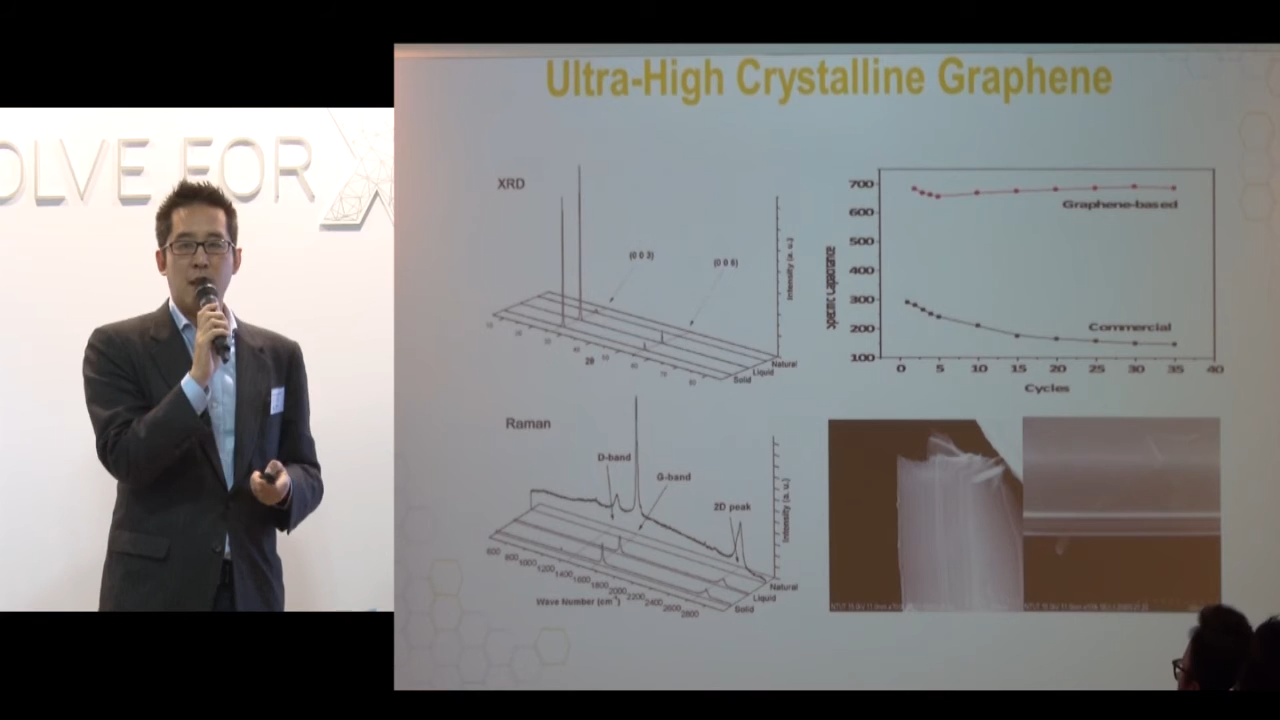 OLVE FOR X
Ultra-High Crystalline Graphene
XRD
(0 0 3)
(0 0 6)
Intensity (a. u.)
2θ
Solid
Liquid
Natural
700
600
500
400
300
200
100
Specific Capacitance
Graphene-based
Commercial
0 5 10 15 20 25 30 35 40
Cycles
Raman
D-band
G-band
2D peak
Intensity (a. u.)
600 800 1000 1200 1400 1600 1800 2000 2200 2400 2600 2800
Wave Number (cm⁻¹)
Solid
Liquid
Natural